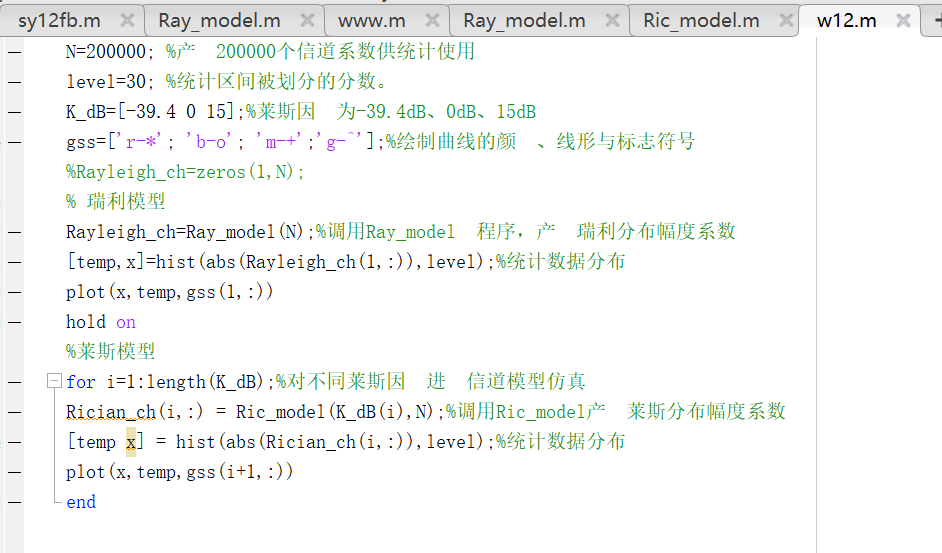 sy12fb.m × Ray_model.m × www.m × Ray_model.m × Ric_model.m × w12.m ×
N=200000; %产 200000个信道系数供统计使用
level=30; %统计区间被划分的分数。
K_dB=[-39.4 0 15];%莱斯因 为-39.4dB、0dB、15dB
gss=['r-*'; 'b-o'; 'm-+';'g-^'];%绘制曲线的颜 、线形与标志符号
%Rayleigh_ch=zeros(1,N);
% 瑞利模型
Rayleigh_ch=Ray_model(N);%调用Ray_model 程序，产 瑞利分布幅度系数
[temp,x]=hist(abs(Rayleigh_ch(1,:)),level);%统计数据分布
plot(x,temp,gss(1,:))
hold on
%莱斯模型
for i=1:length(K_dB);%对不同莱斯因 进 信道模型仿真
Rician_ch(i,:) = Ric_model(K_dB(i),N);%调用Ric_model产 莱斯分布幅度系数
[temp x] = hist(abs(Rician_ch(i,:)),level);%统计数据分布
plot(x,temp,gss(i+1,:))
end